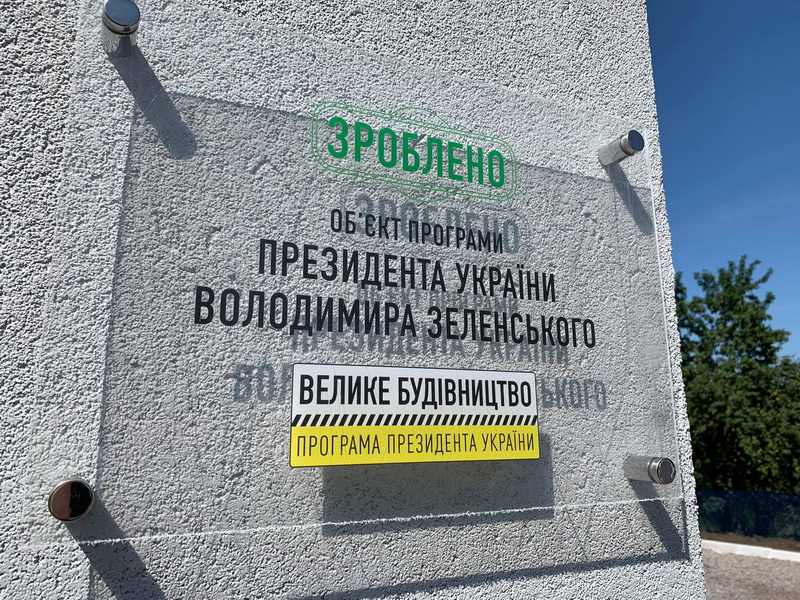 ЗРОБЛЕНО
ОБ'ЄКТ ПРОГРАМИ
ПРЕЗИДЕНТА УКРАЇНИ
ВОЛОДИМИРА ЗЕЛЕНСЬКОГО
ВЕЛИКЕ БУДІВНИЦТВО
ПРОГРАМА ПРЕЗИДЕНТА УКРАЇНИ